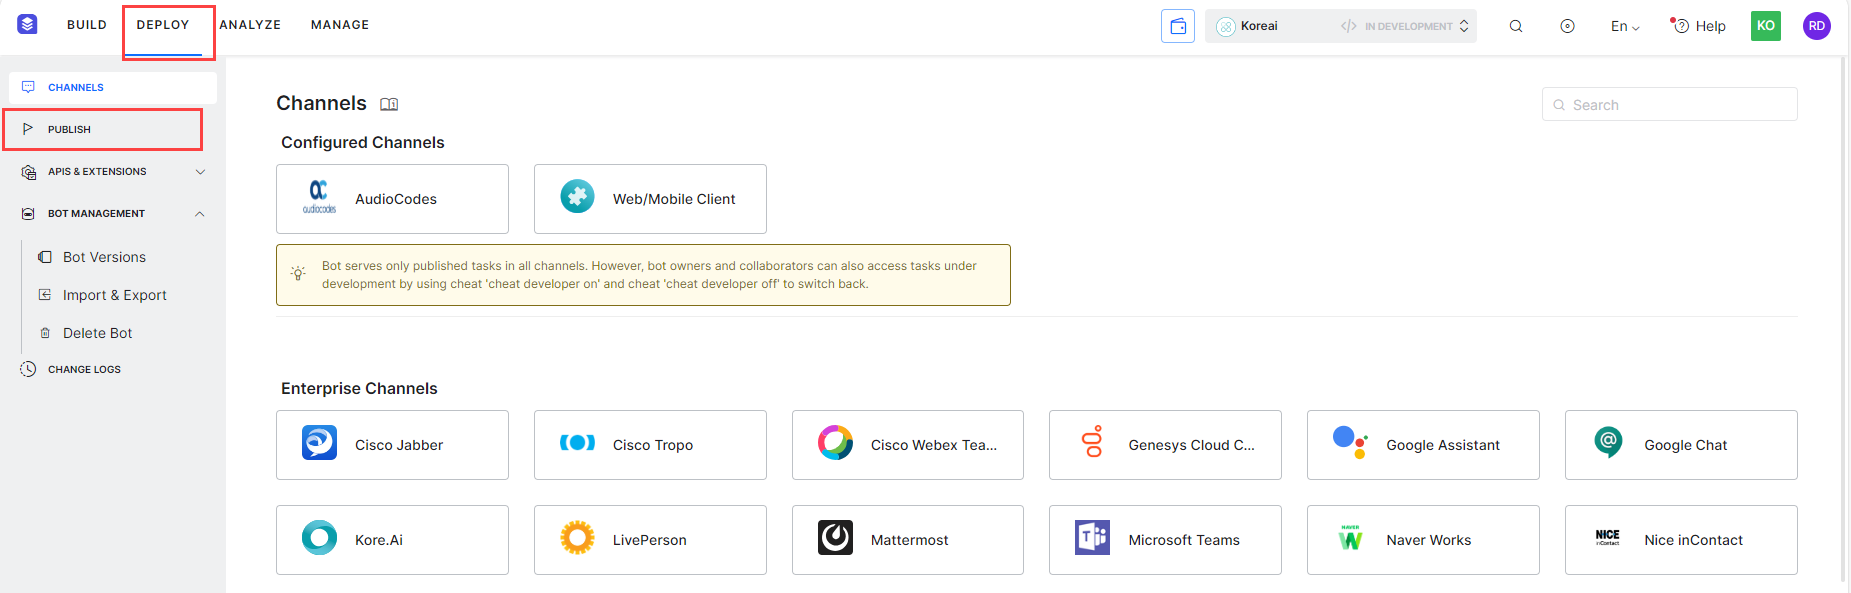 BUILD DEPLOY ANALYZE MANAGE Koreai IN DEVELOPMENT En Help KO RD
CHANNELS
PUBLISH
APIS & EXTENSIONS
BOT MANAGEMENT
Bot Versions
Import & Export
Delete Bot
CHANGE LOGS
Channels
Search
Configured Channels
audiocodes AudioCodes Web/Mobile Client
Bot serves only published tasks in all channels. However, bot owners and collaborators can also access tasks under
development by using cheat 'cheat developer on' and cheat 'cheat developer off' to switch back.
Enterprise Channels
Cisco Jabber Cisco Tropo Cisco Webex Tea... Genesys Cloud C... Google Assistant Google Chat
Kore.Ai LivePerson Mattermost Microsoft Teams NAVER Naver Works NICE inContact Nice inContact